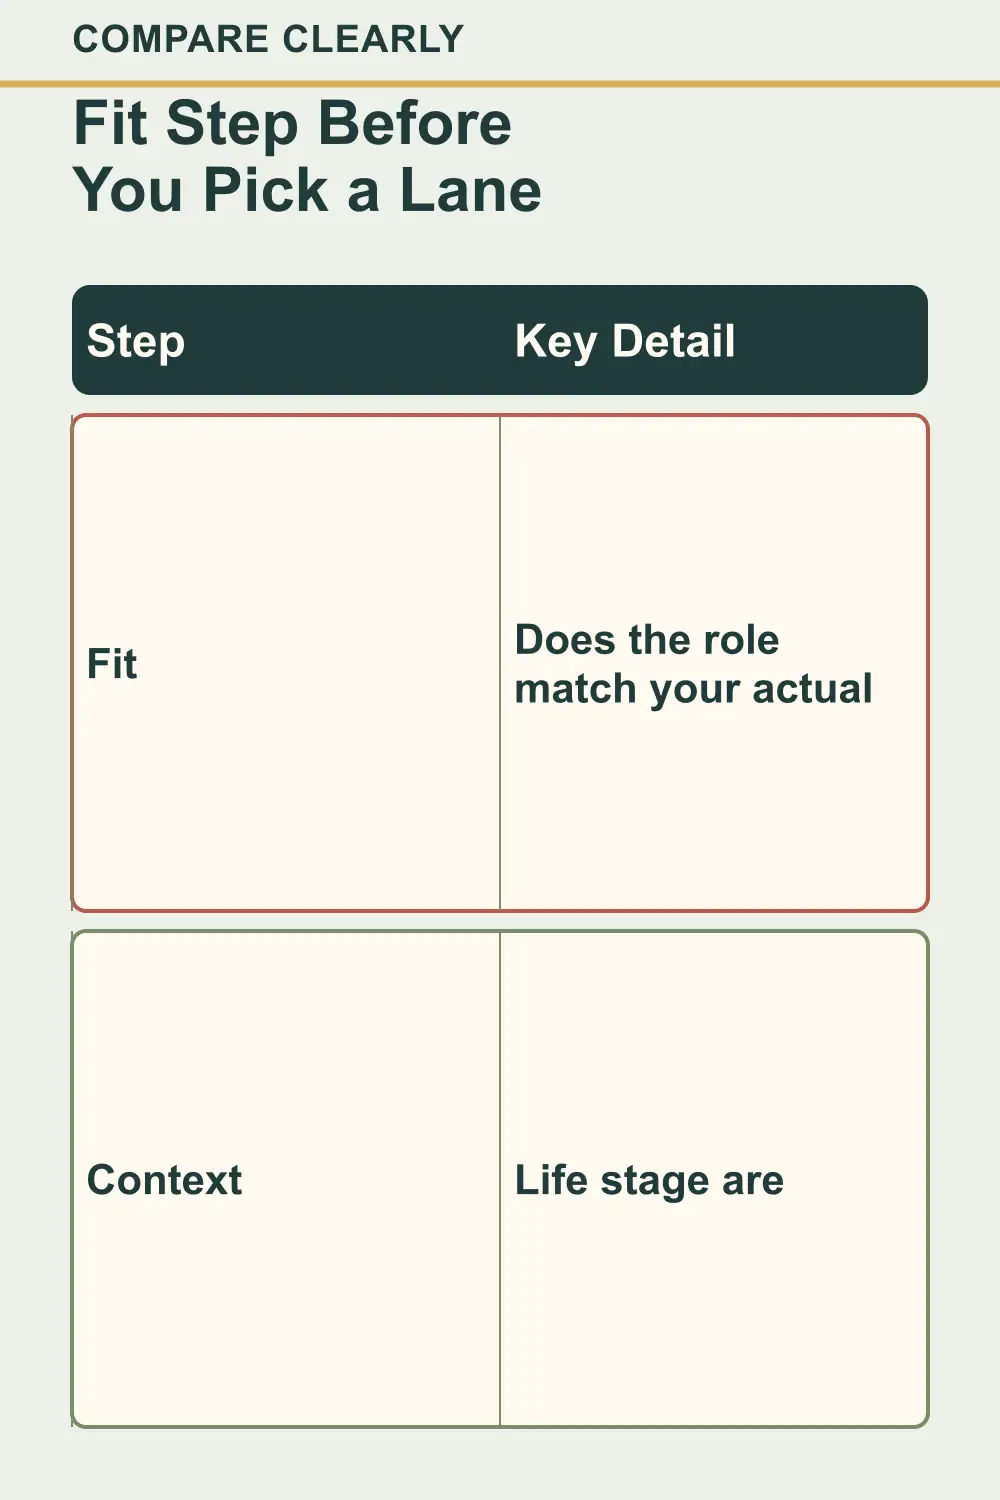 COMPARE CLEARLY
Fit Step Before
You Pick a Lane
Step
Key Detail
Fit
Does the role
match your actual
Context
Life stage are